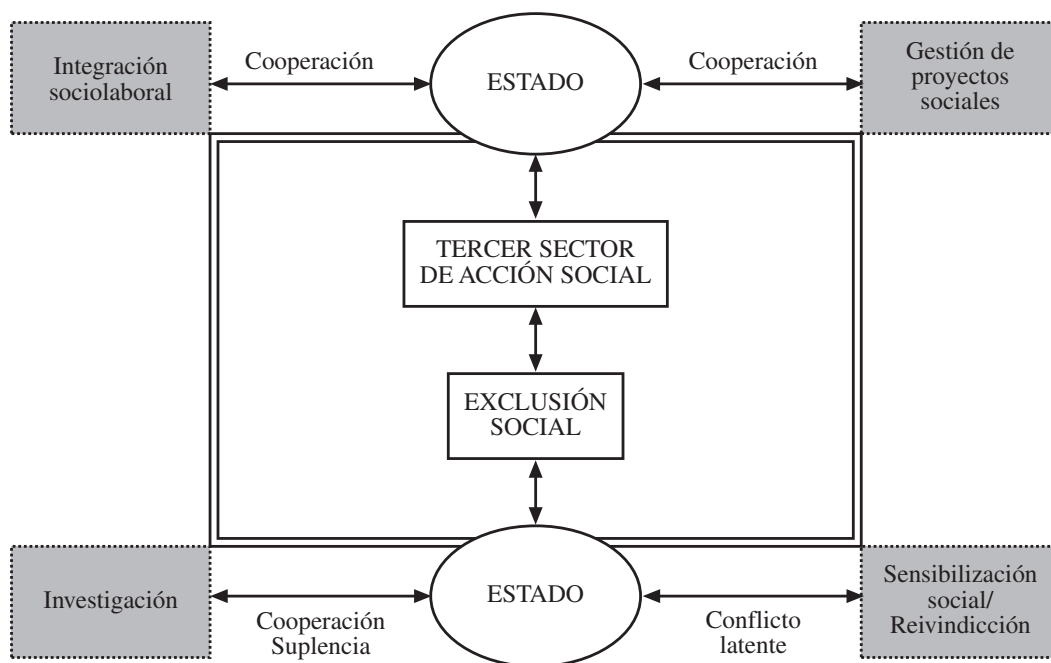 Integración
sociolaboral
Cooperación
ESTADO
Cooperación
Gestión de
proyectos
sociales
TERCER SECTOR
DE ACCIÓN SOCIAL
EXCLUSIÓN
SOCIAL
Investigación
Cooperación
Suplencia
ESTADO
Conflicto
latente
Sensibilización
social/
Reivindicción